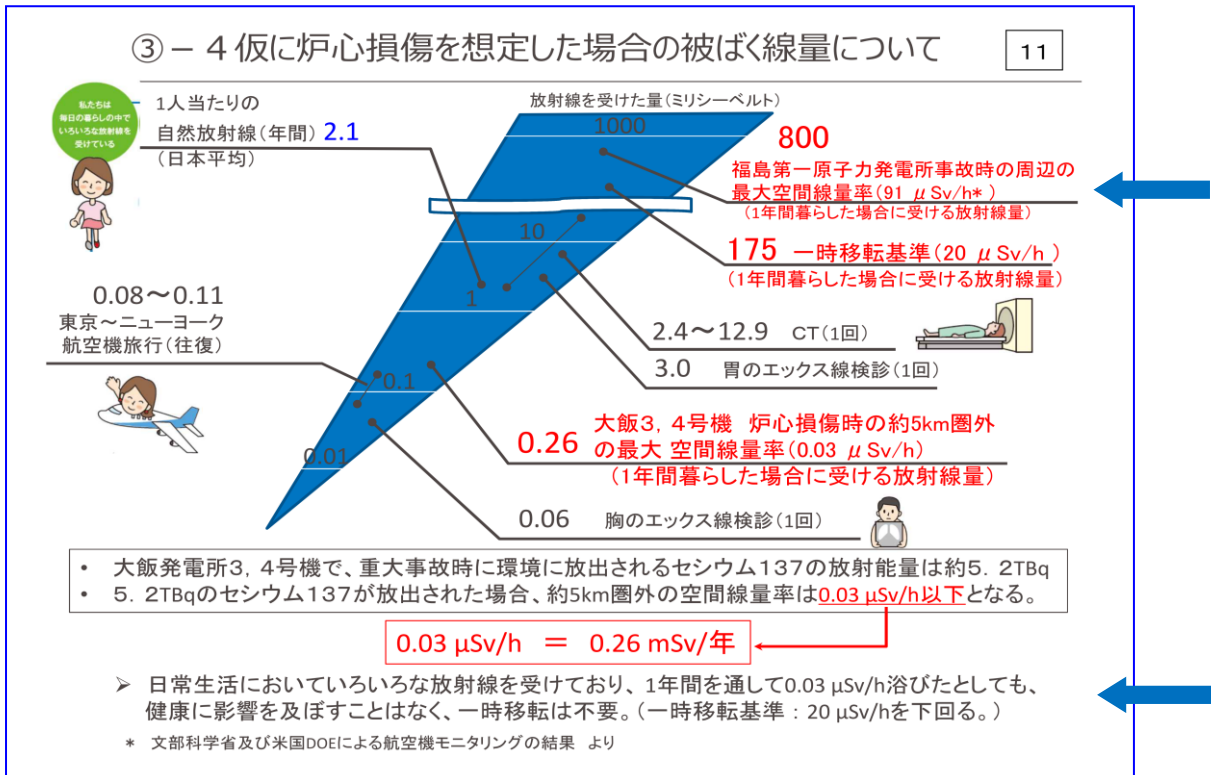 ③－４仮に炉心損傷を想定した場合の被ばく線量について
11
私たちは
毎日の暮らしの中で
いろいろな放射線を
受けている
1人当たりの
自然放射線(年間) 2.1
(日本平均)
放射線を受けた量(ミリシーベルト)
1000
800
福島第一原子力発電所事故時の周辺の
最大空間線量率(91 μSv/h*)
(1年間暮らした場合に受ける放射線量)
10
175 一時移転基準(20 μSv/h)
(1年間暮らした場合に受ける放射線量)
1
0.08～0.11
東京～ニューヨーク
航空機旅行(往復)
2.4～12.9 CT(1回)
3.0 胃のエックス線検診(1回)
0.1
0.26 大飯3，4号機 炉心損傷時の約5km圏外
の最大 空間線量率(0.03 μSv/h)
(1年間暮らした場合に受ける放射線量)
0.01
0.06 胸のエックス線検診(1回)
• 大飯発電所3，4号機で、重大事故時に環境に放出されるセシウム137の放射能量は約5．2TBq
• 5．2TBqのセシウム137が放出された場合、約5km圏外の空間線量率は0.03 μSv/h以下となる。
0.03 μSv/h ＝ 0.26 mSv/年
➢ 日常生活においていろいろな放射線を受けており、1年間を通して0.03 μSv/h浴びたとしても、
健康に影響を及ぼすことはなく、一時移転は不要。（一時移転基準：20 μSv/hを下回る。）
* 文部科学省及び米国DOEによる航空機モニタリングの結果 より